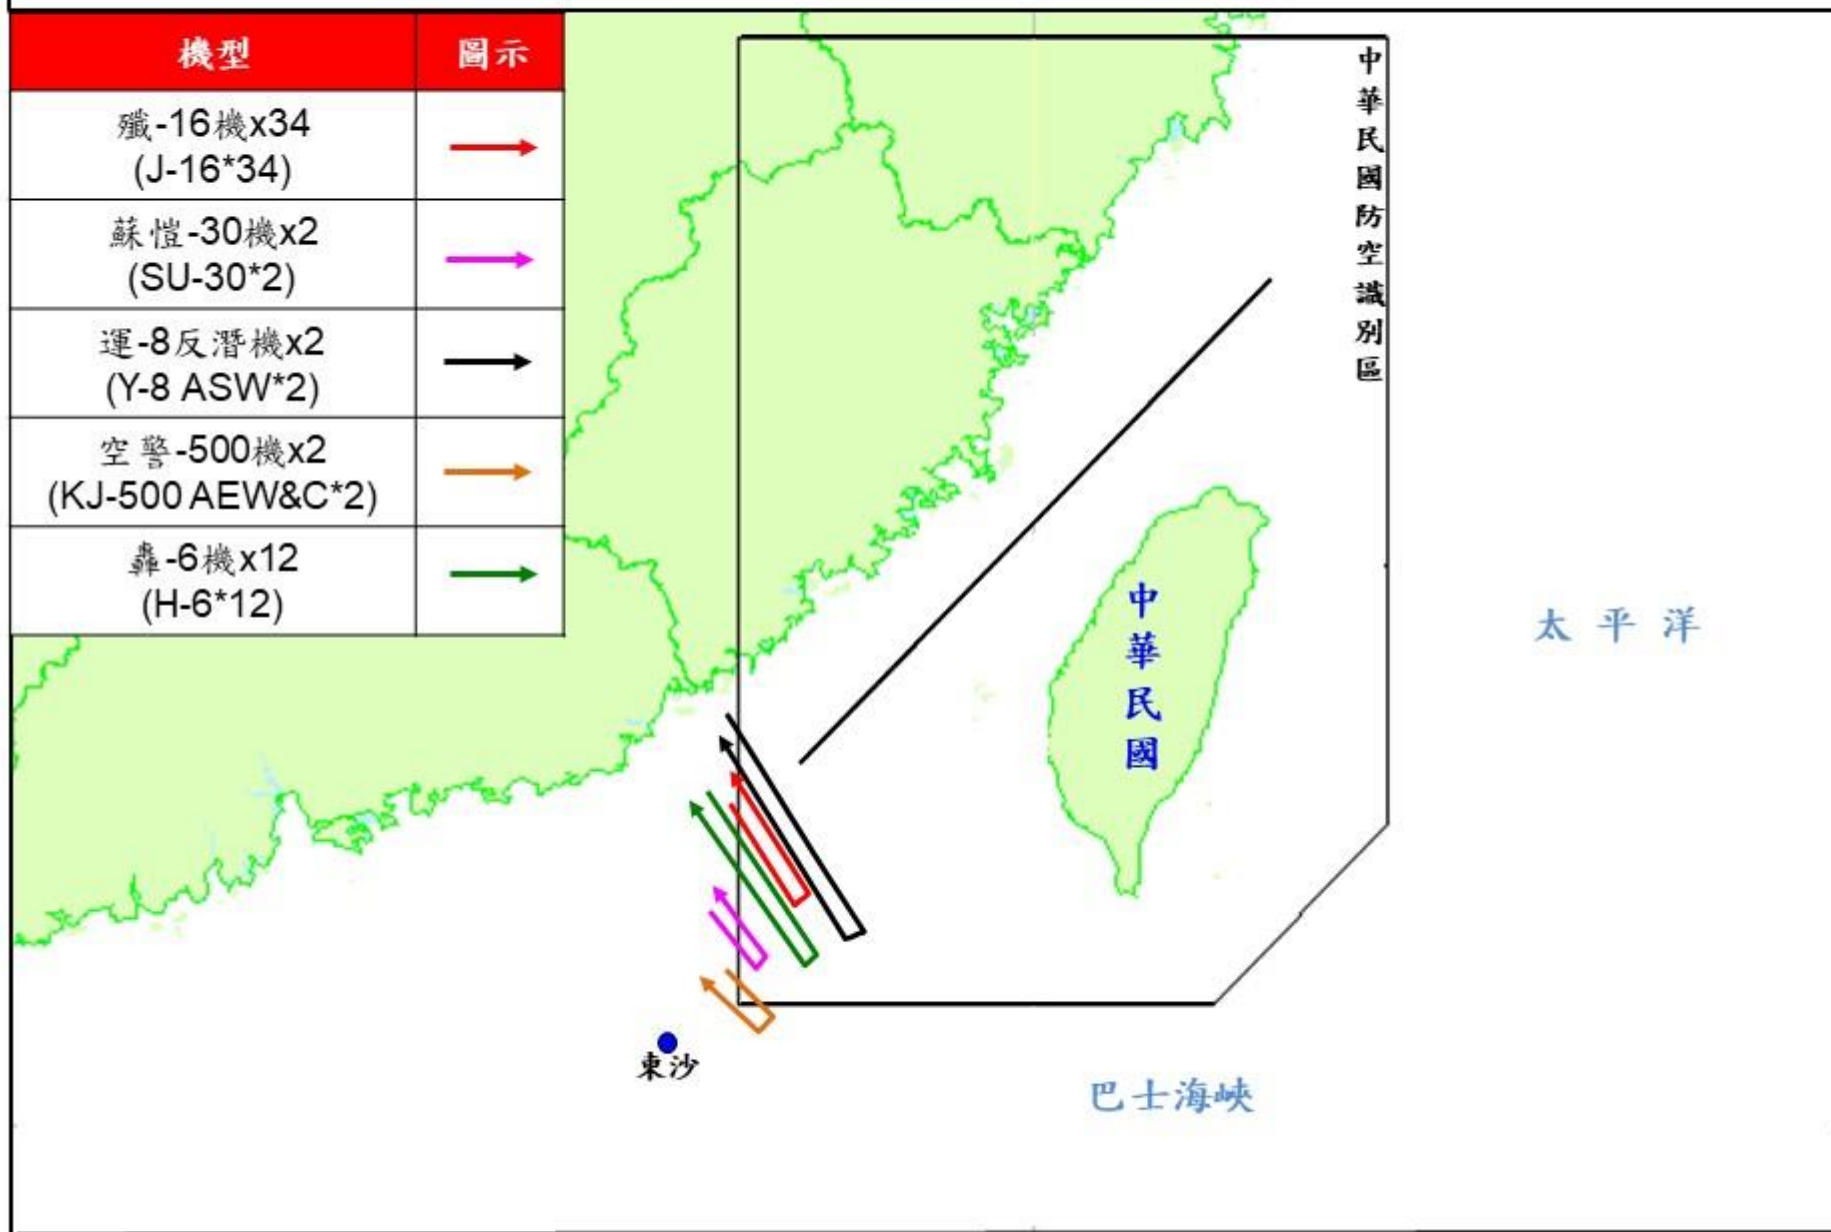 機型 圖示
殲-16機x34
(J-16*34)
蘇愷-30機x2
(SU-30*2)
運-8反潛機x2
(Y-8 ASW*2)
空警-500機x2
(KJ-500 AEW&C*2)
轟-6機x12
(H-6*12)
中華民國防空識別區
中華民國
太平洋
東沙
巴士海峽